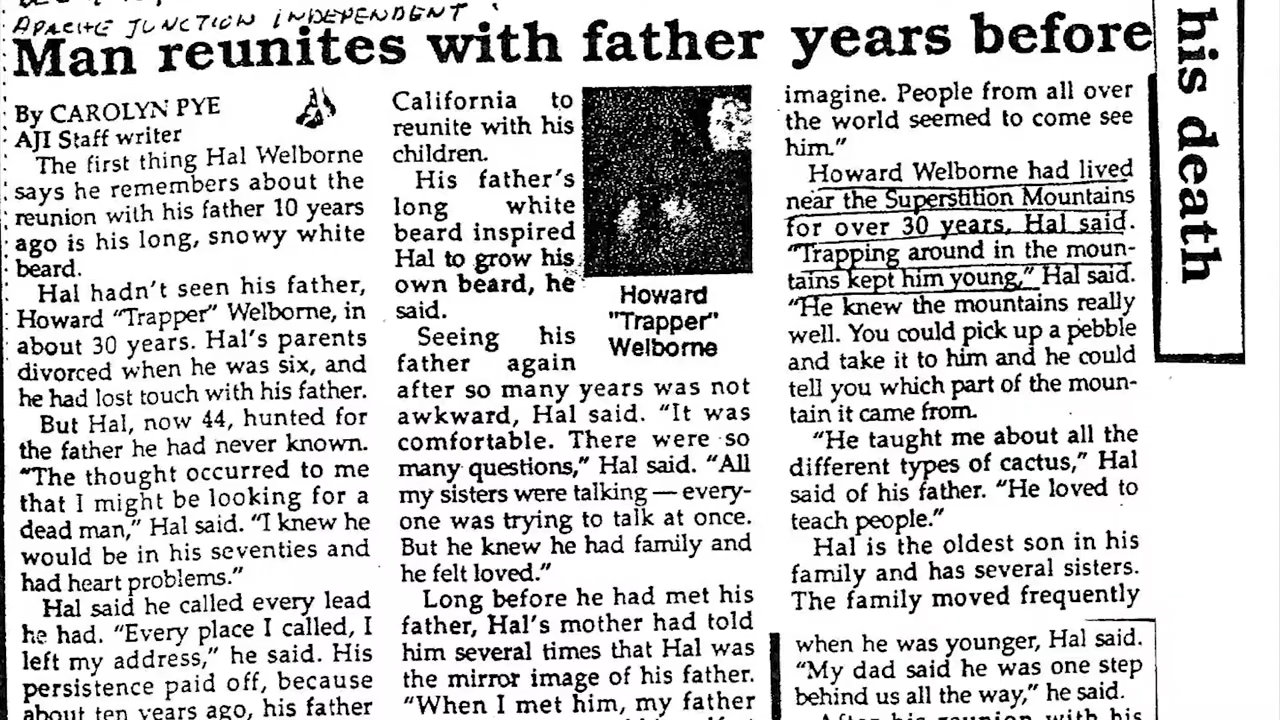 APACHE JUNCTION INDEPENDENT
Man reunites with father years before
his death
By CAROLYN PYE
AJI Staff writer
The first thing Hal Welborne
says he remembers about the
reunion with his father 10 years
ago is his long, snowy white
beard.
Hal hadn't seen his father,
Howard "Trapper" Welborne, in
about 30 years. Hal's parents
divorced when he was six, and
he had lost touch with his father.
But Hal, now 44, hunted for
the father he had never known.
"The thought occurred to me
that I might be looking for a
dead man," Hal said. "I knew he
would be in his seventies and
had heart problems."
Hal said he called every lead
he had. "Every place I called, I
left my address," he said. His
persistence paid off, because
about ten years ago, his father
California to
reunite with his
children.
His father's
long white
beard inspired
Hal to grow his
own beard, he
said.
Seeing his
father again
after so many years was not
awkward, Hal said. "It was
comfortable. There were so
many questions," Hal said. "All
my sisters were talking — every-
one was trying to talk at once.
But he knew he had family and
he felt loved."
Long before he had met his
father, Hal's mother had told
him several times that Hal was
the mirror image of his father.
"When I met him, my father
Howard
"Trapper"
Welborne
imagine. People from all over
the world seemed to come see
him."
Howard Welborne had lived
near the Superstition Mountains
for over 30 years, Hal said.
"Trapping around in the moun-
tains kept him young," Hal said.
"He knew the mountains really
well. You could pick up a pebble
and take it to him and he could
tell you which part of the moun-
tain it came from.
"He taught me about all the
different types of cactus," Hal
said of his father. "He loved to
teach people."
Hal is the oldest son in his
family and has several sisters.
The family moved frequently
when he was younger, Hal said.
"My dad said he was one step
behind us all the way," he said.
After his reunion with his